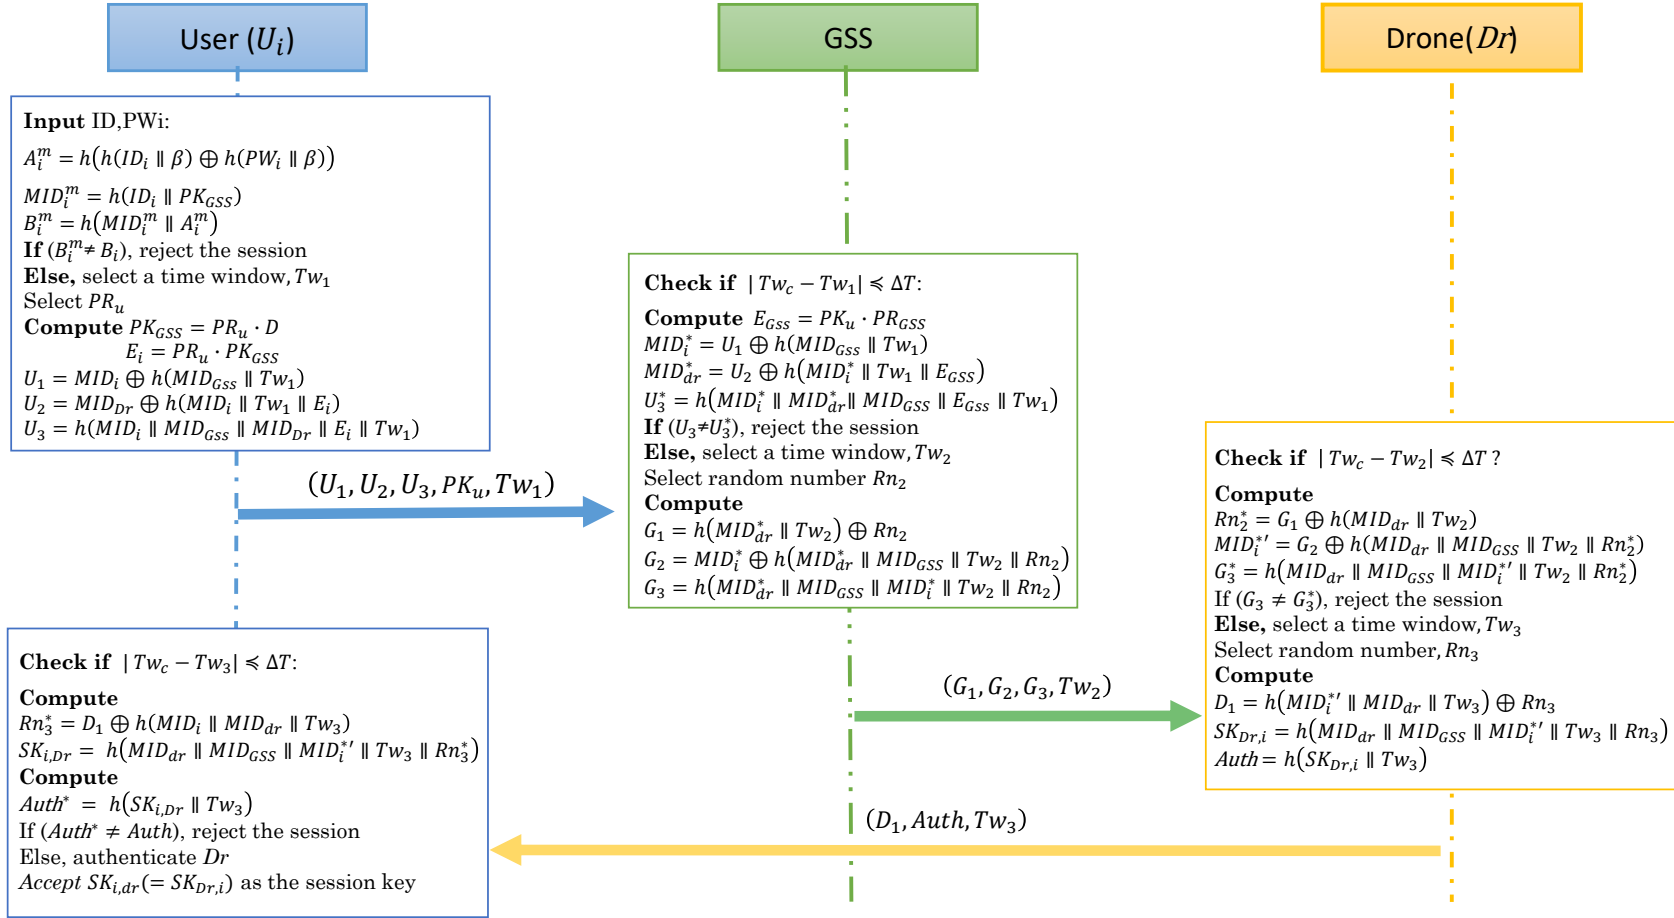 User (Uᵢ)
GSS
Drone(Dr)
Input ID,PWi:
A_i^m = h(h(ID_i ∥ β) ⊕ h(PW_i ∥ β))
MID_i^m = h(ID_i ∥ PK_GSS)
B_i^m = h(MID_i^m ∥ A_i^m)
If (B_i^m ≠ B_i), reject the session
Else, select a time window, Tw_1
Select PR_u
Compute PK_GSS = PR_u · D
E_i = PR_u · PK_GSS
U_1 = MID_i ⊕ h(MID_Gss ∥ Tw_1)
U_2 = MID_Dr ⊕ h(MID_i ∥ Tw_1 ∥ E_i)
U_3 = h(MID_i ∥ MID_Gss ∥ MID_Dr ∥ E_i ∥ Tw_1)
(U_1, U_2, U_3, PK_u, Tw_1)
Check if |Tw_c − Tw_1| ≼ ΔT:
Compute E_Gss = PK_u · PR_GSS
MID_i^* = U_1 ⊕ h(MID_Gss ∥ Tw_1)
MID_dr^* = U_2 ⊕ h(MID_i^* ∥ Tw_1 ∥ E_GSS)
U_3^* = h(MID_i^* ∥ MID_dr^* ∥ MID_GSS ∥ E_Gss ∥ Tw_1)
If (U_3≠U_3^*), reject the session
Else, select a time window, Tw_2
Select random number Rn_2
Compute
G_1 = h(MID_dr^* ∥ Tw_2) ⊕ Rn_2
G_2 = MID_i^* ⊕ h(MID_dr^* ∥ MID_GSS ∥ Tw_2 ∥ Rn_2)
G_3 = h(MID_dr^* ∥ MID_GSS ∥ MID_i^* ∥ Tw_2 ∥ Rn_2)
(G_1, G_2, G_3, Tw_2)
Check if |Tw_c − Tw_2| ≼ ΔT ?
Compute
Rn_2^* = G_1 ⊕ h(MID_dr ∥ Tw_2)
MID_i^*′ = G_2 ⊕ h(MID_dr ∥ MID_GSS ∥ Tw_2 ∥ Rn_2^*)
G_3^* = h(MID_dr ∥ MID_GSS ∥ MID_i^*′ ∥ Tw_2 ∥ Rn_2^*)
If (G_3 ≠ G_3^*), reject the session
Else, select a time window, Tw_3
Select random number, Rn_3
Compute
D_1 = h(MID_i^*′ ∥ MID_dr ∥ Tw_3) ⊕ Rn_3
SK_Dr,i = h(MID_dr ∥ MID_GSS ∥ MID_i^*′ ∥ Tw_3 ∥ Rn_3)
Auth = h(SK_Dr,i ∥ Tw_3)
(D_1, Auth, Tw_3)
Check if |Tw_c − Tw_3| ≼ ΔT:
Compute
Rn_3^* = D_1 ⊕ h(MID_i ∥ MID_dr ∥ Tw_3)
SK_i,Dr = h(MID_dr ∥ MID_GSS ∥ MID_i^*′ ∥ Tw_3 ∥ Rn_3^*)
Compute
Auth^* = h(SK_i,Dr ∥ Tw_3)
If (Auth^* ≠ Auth), reject the session
Else, authenticate Dr
Accept SK_i,dr(= SK_Dr,i) as the session key